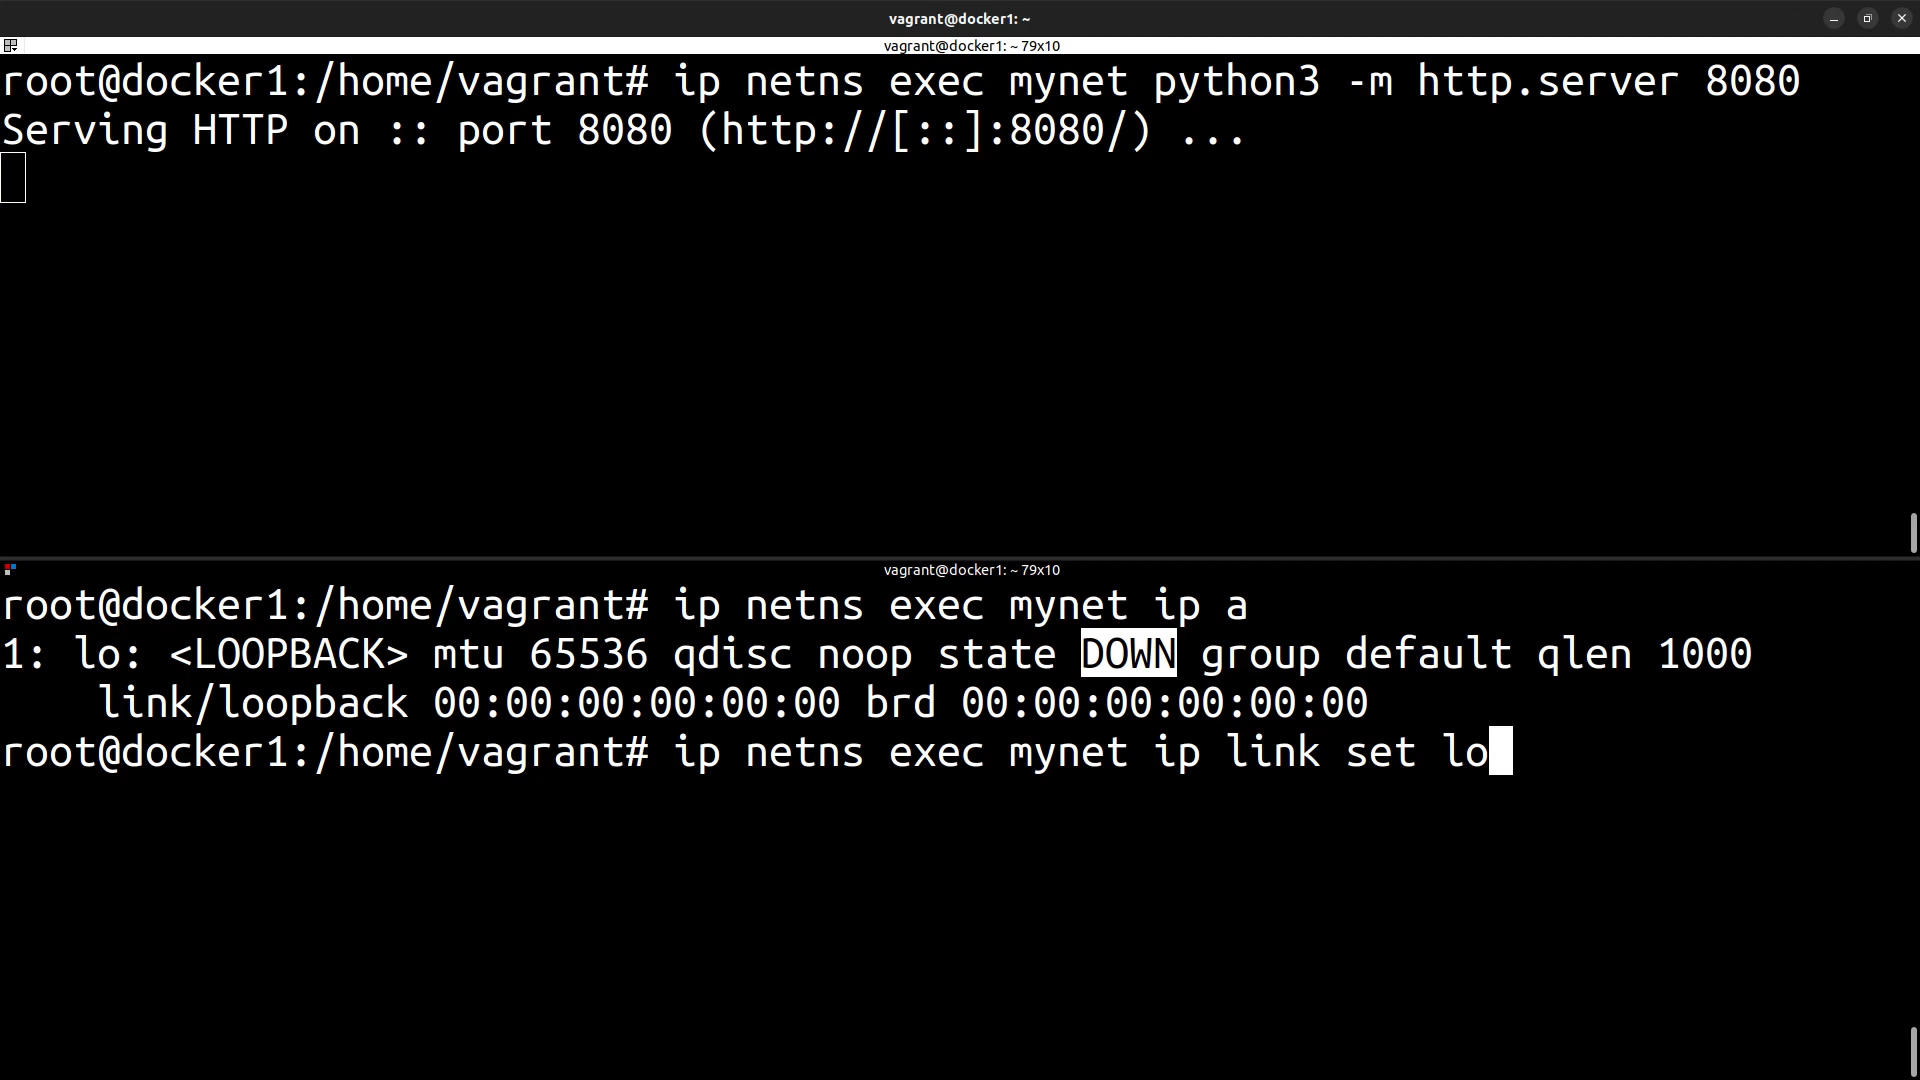 vagrant@docker1: ~
vagrant@docker1: ~ 79x10
root@docker1:/home/vagrant# ip netns exec mynet python3 -m http.server 8080
Serving HTTP on :: port 8080 (http://[::]:8080/) ...
vagrant@docker1: ~ 79x10
root@docker1:/home/vagrant# ip netns exec mynet ip a
1: lo: <LOOPBACK> mtu 65536 qdisc noop state DOWN group default qlen 1000
    link/loopback 00:00:00:00:00:00 brd 00:00:00:00:00:00
root@docker1:/home/vagrant# ip netns exec mynet ip link set lo